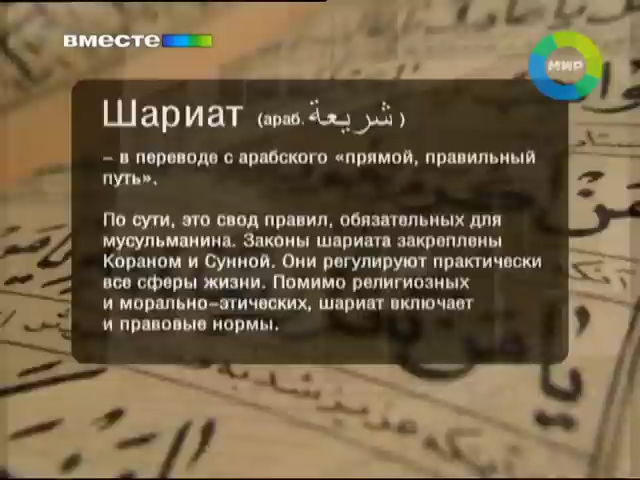 вместе
МИР
Шариат (араб. شريعة )
– в переводе с арабского «прямой, правильный
путь».
По сути, это свод правил, обязательных для
мусульманина. Законы шариата закреплены
Кораном и Сунной. Они регулируют практически
все сферы жизни. Помимо религиозных
и морально-этических, шариат включает
и правовые нормы.